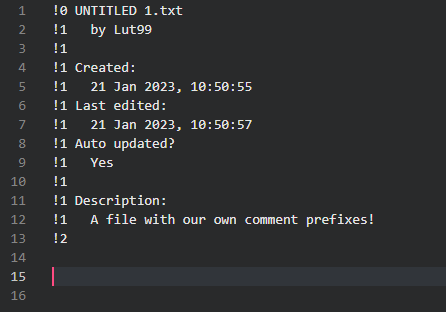 1 !0 UNTITLED 1.txt
2 !1   by Lut99
3 !1
4 !1 Created:
5 !1   21 Jan 2023, 10:50:55
6 !1 Last edited:
7 !1   21 Jan 2023, 10:50:57
8 !1 Auto updated?
9 !1   Yes
10 !1
11 !1 Description:
12 !1   A file with our own comment prefixes!
13 !2
14
15
16